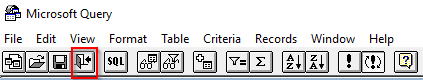 Microsoft Query
File Edit View Format Table Criteria Records Window Help
SQL A Z Z A